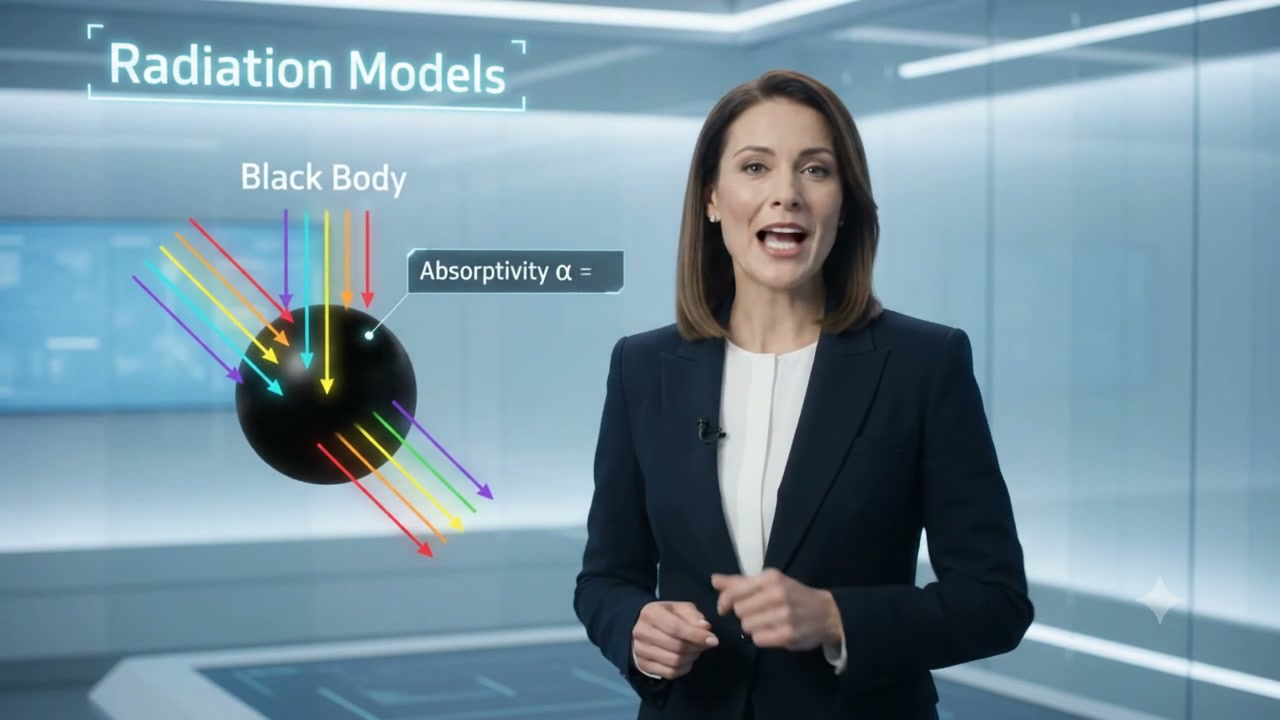 Radiation Models
Black Body
Absorptivity α =